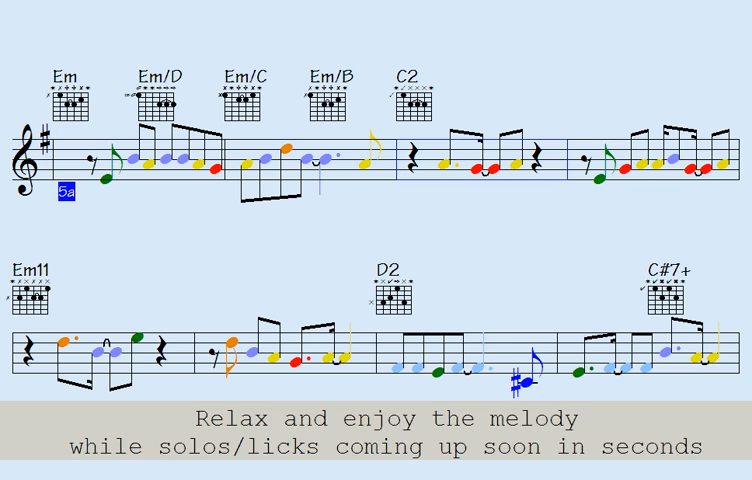 Em Em/D Em/C Em/B C2
5a
Em11 D2 C#7+
Relax and enjoy the melody
while solos/licks coming up soon in seconds